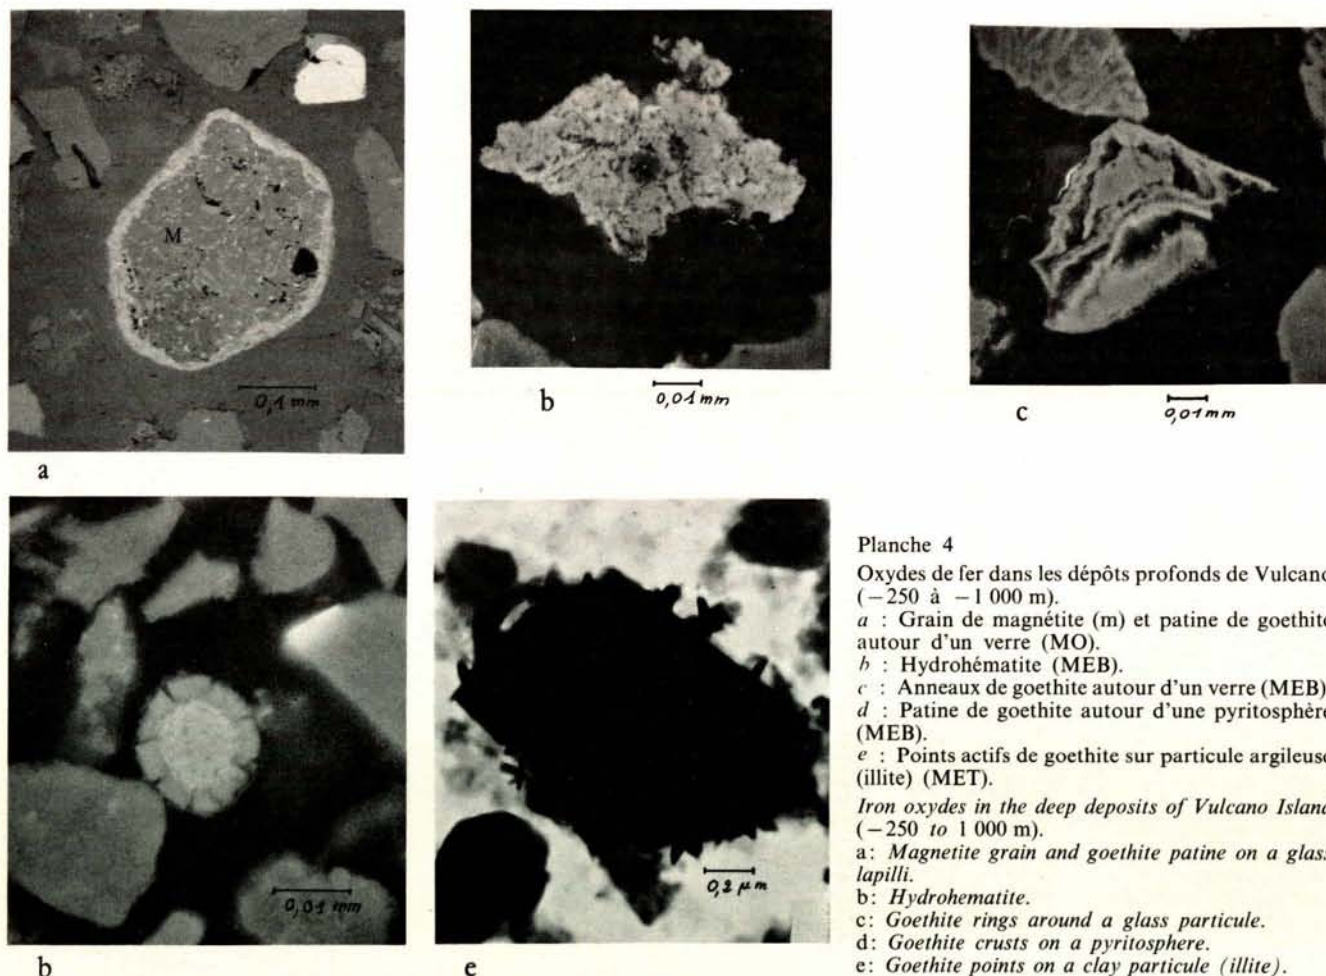 M
0,1 mm
a
b
0,01 mm
c
0,01 mm
0,01 mm
b
0,2 µm
e
Planche 4
Oxydes de fer dans les dépôts profonds de Vulcano
(−250 à −1 000 m).
a : Grain de magnétite (m) et patine de goethite
autour d'un verre (MO).
b : Hydrohématite (MEB).
c : Anneaux de goethite autour d'un verre (MEB)
d : Patine de goethite autour d'une pyritosphère
(MEB).
e : Points actifs de goethite sur particule argileuse
(illite) (MET).
Iron oxydes in the deep deposits of Vulcano Island
(−250 to 1 000 m).
a: Magnetite grain and goethite patine on a glass
lapilli.
b: Hydrohematite.
c: Goethite rings around a glass particule.
d: Goethite crusts on a pyritosphere.
e: Goethite points on a clay particle (illite).